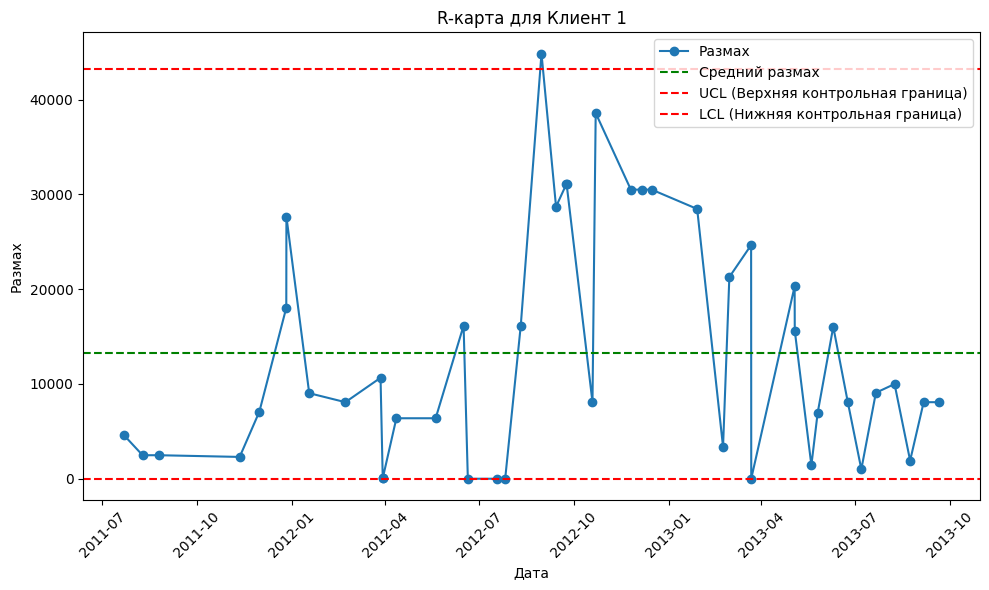 R-карта для Клиент 1
Размах
Средний размах
UCL (Верхняя контрольная граница)
LCL (Нижняя контрольная граница)
Размах
40000
30000
20000
10000
0
2011-07
2011-10
2012-01
2012-04
2012-07
2012-10
2013-01
2013-04
2013-07
2013-10
Дата